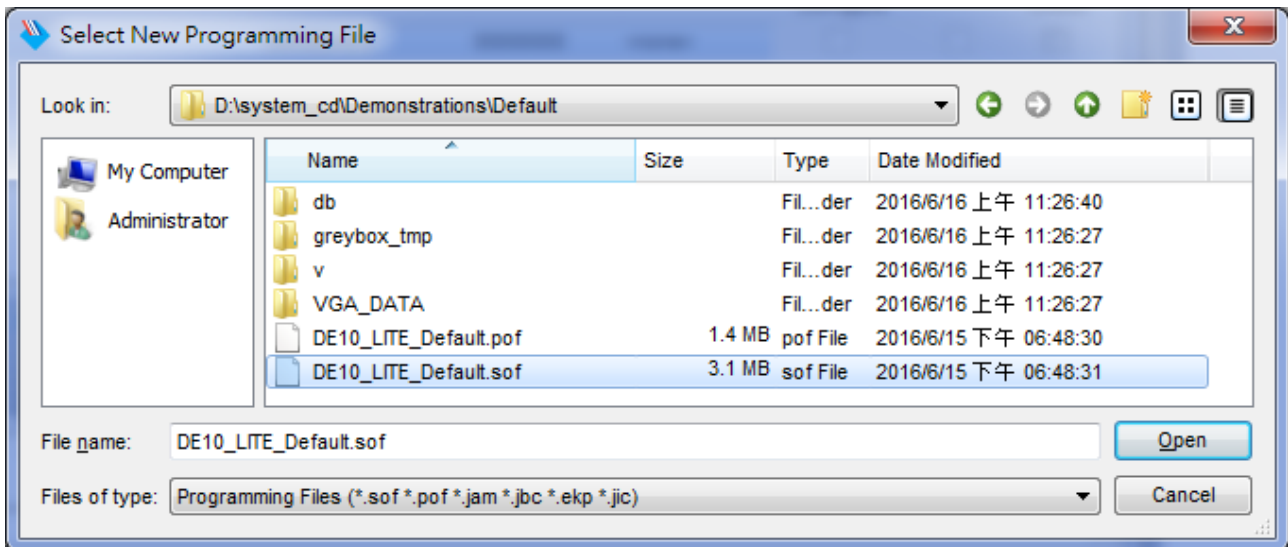 Select New Programming File
Look in: D:\system_cd\Demonstrations\Default
My Computer
Administrator
Name Size Type Date Modified
db Fil...der 2016/6/16 上午 11:26:40
greybox_tmp Fil...der 2016/6/16 上午 11:26:27
v Fil...der 2016/6/16 上午 11:26:27
VGA_DATA Fil...der 2016/6/16 上午 11:26:27
DE10_LITE_Default.pof 1.4 MB pof File 2016/6/15 下午 06:48:30
DE10_LITE_Default.sof 3.1 MB sof File 2016/6/15 下午 06:48:31
File name: DE10_LITE_Default.sof Open
Files of type: Programming Files (*.sof *.pof *.jam *.jbc *.ekp *.jic) Cancel